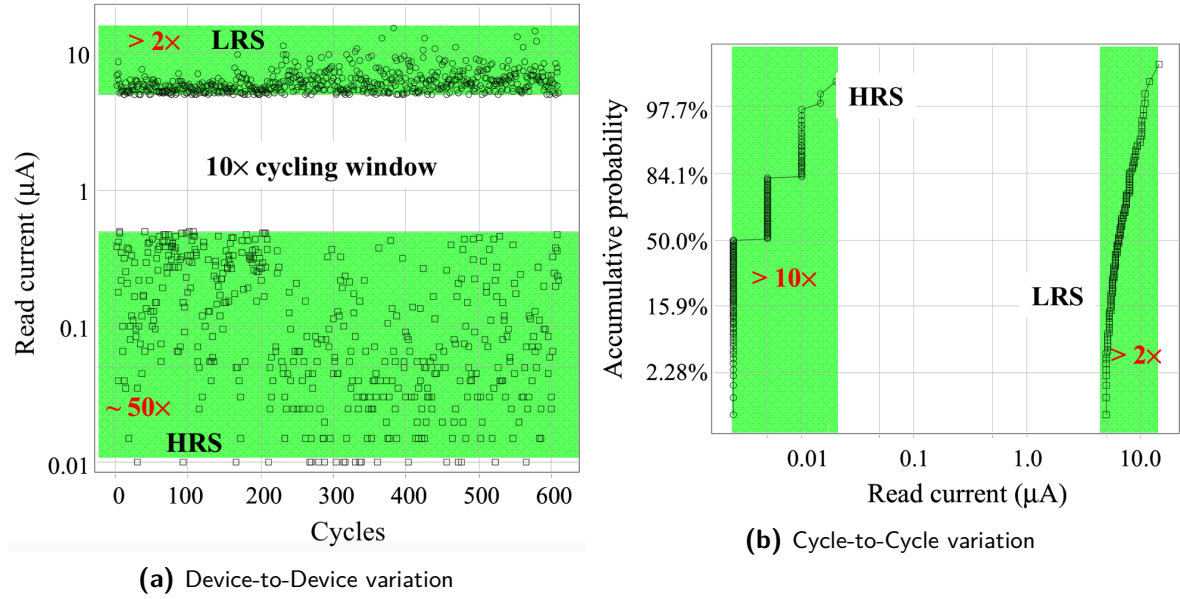 > 2×
LRS
10
10× cycling window
1
Read current (μA)
0.1
~ 50×
HRS
0.01
0 100 200 300 400 500 600
Cycles
(a) Device-to-Device variation
HRS
97.7%
84.1%
Accumulative probability
50.0%
> 10×
LRS
15.9%
> 2×
2.28%
0.01 0.1 1.0 10.0
Read current (μA)
(b) Cycle-to-Cycle variation